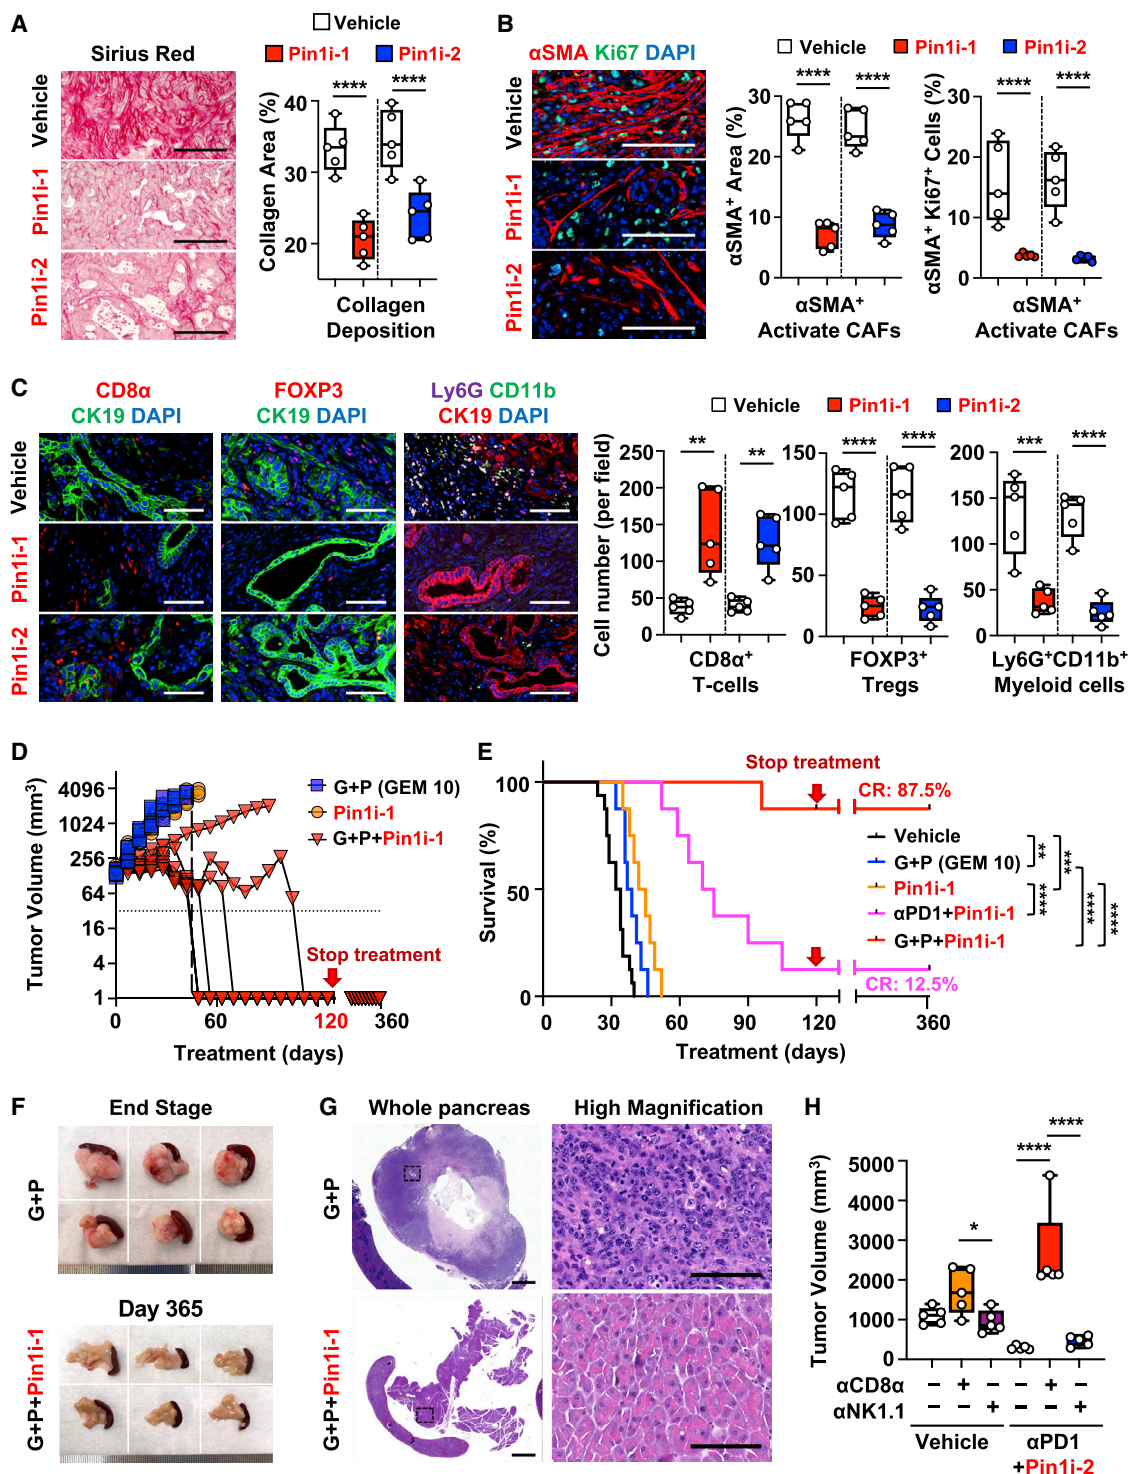 A
Sirius Red
Vehicle
Pin1i-1
Pin1i-2
Vehicle
Pin1i-1 Pin1i-2
**** ****
Collagen Area (%)
40
30
20
Collagen
Deposition
B
αSMA Ki67 DAPI
Vehicle
Pin1i-1
Pin1i-2
Vehicle Pin1i-1 Pin1i-2
**** ****
αSMA⁺ Area (%)
30
20
10
0
αSMA⁺
Activate CAFs
**** ****
αSMA⁺ Ki67⁺ Cells (%)
30
20
10
0
αSMA⁺
Activate CAFs
C
CD8α
CK19 DAPI
FOXP3
CK19 DAPI
Ly6G CD11b
CK19 DAPI
Vehicle
Pin1i-1
Pin1i-2
Vehicle Pin1i-1 Pin1i-2
Cell number (per field)
** **
250
200
150
100
50
0
CD8α⁺
T-cells
**** ****
150
100
50
0
FOXP3⁺
Tregs
*** ****
200
150
100
50
0
Ly6G⁺CD11b⁺
Myeloid cells
D
Tumor Volume (mm³)
4096
1024
256
64
16
4
1
G+P (GEM 10)
Pin1i-1
G+P+Pin1i-1
Stop treatment
0 60 120 360
Treatment (days)
E
Survival (%)
100
50
0
Stop treatment
CR: 87.5%
Vehicle
G+P (GEM 10)
Pin1i-1
αPD1+Pin1i-1
G+P+Pin1i-1
**
***
****
****
****
CR: 12.5%
0 30 60 90 120 360
Treatment (days)
F
End Stage
G+P
Day 365
G+P+Pin1i-1
G
Whole pancreas High Magnification
G+P
G+P+Pin1i-1
H
Tumor Volume (mm³)
5000
4000
3000
2000
1000
0
*
****
****
αCD8α − + − − + −
αNK1.1 − − + − − +
Vehicle αPD1
+Pin1i-2